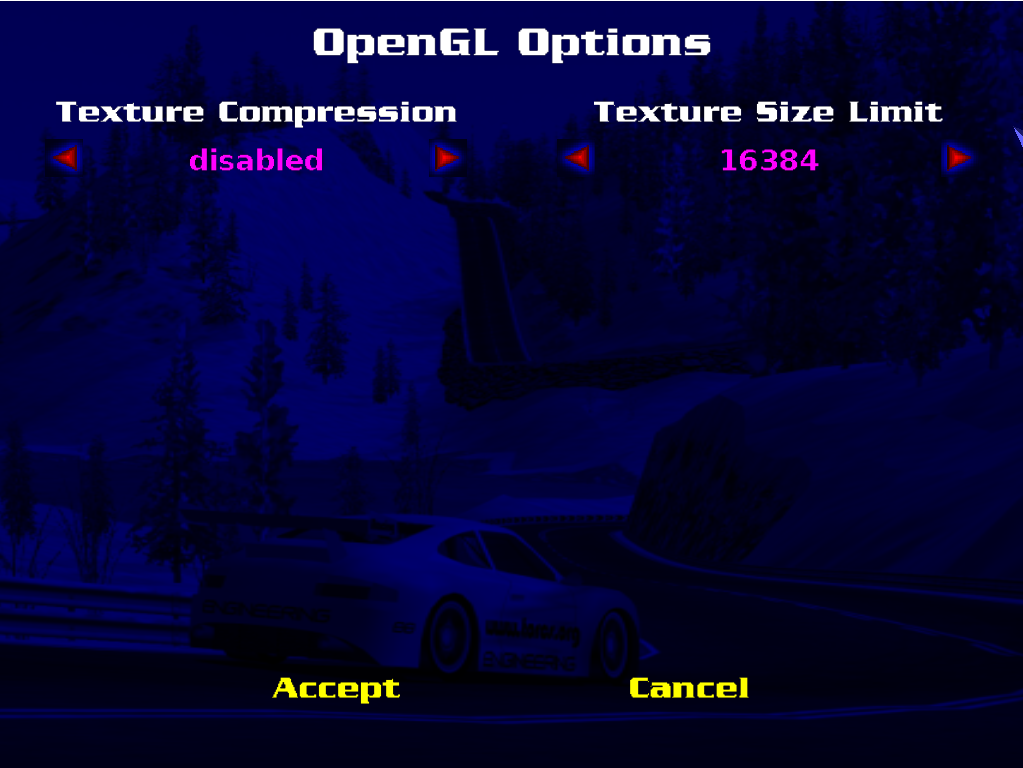 OpenGL Options
Texture Compression
Texture Size Limit
disabled
16384
Accept
Cancel